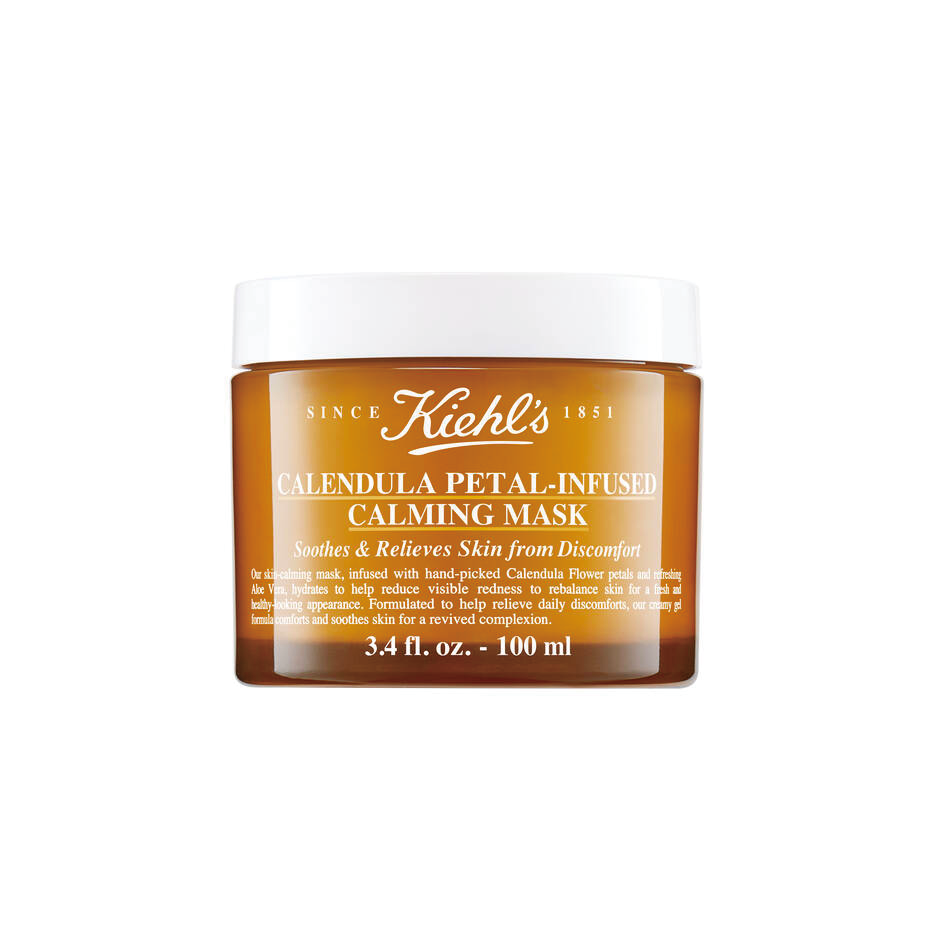 SINCE Kiehl's 1851
CALENDULA PETAL-INFUSED
CALMING MASK
Soothes & Relieves Skin from Discomfort
Our skin-calming mask, infused with hand-picked Calendula Flower petals and refreshing
Aloe Vera, hydrates to help reduce visible redness to rebalance skin for a fresh and
healthy-looking appearance. Formulated to help relieve daily discomforts, our creamy gel
formula comforts and soothes skin for a revived complexion.
3.4 fl. oz. - 100 ml